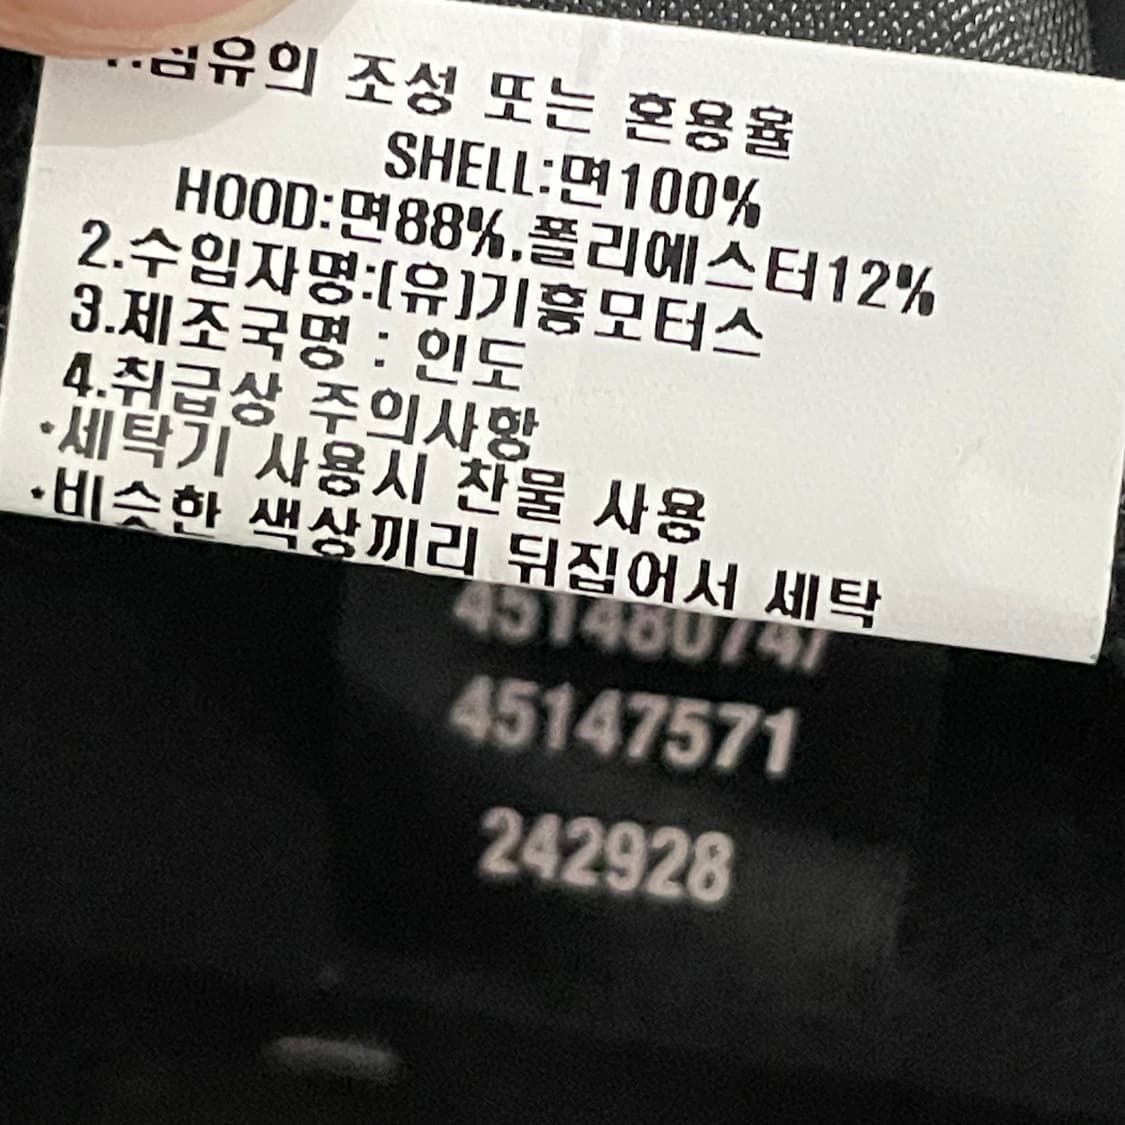 1.섬유의 조성 또는 혼용율
SHELL:면100%
HOOD:면88%,폴리에스터12%
2.수입자명:(유)기흥모터스
3.제조국명 : 인도
4.취급상 주의사항
·세탁기 사용시 찬물 사용
·비슷한 색상끼리 뒤집어서 세탁
451480747
45147571
242928